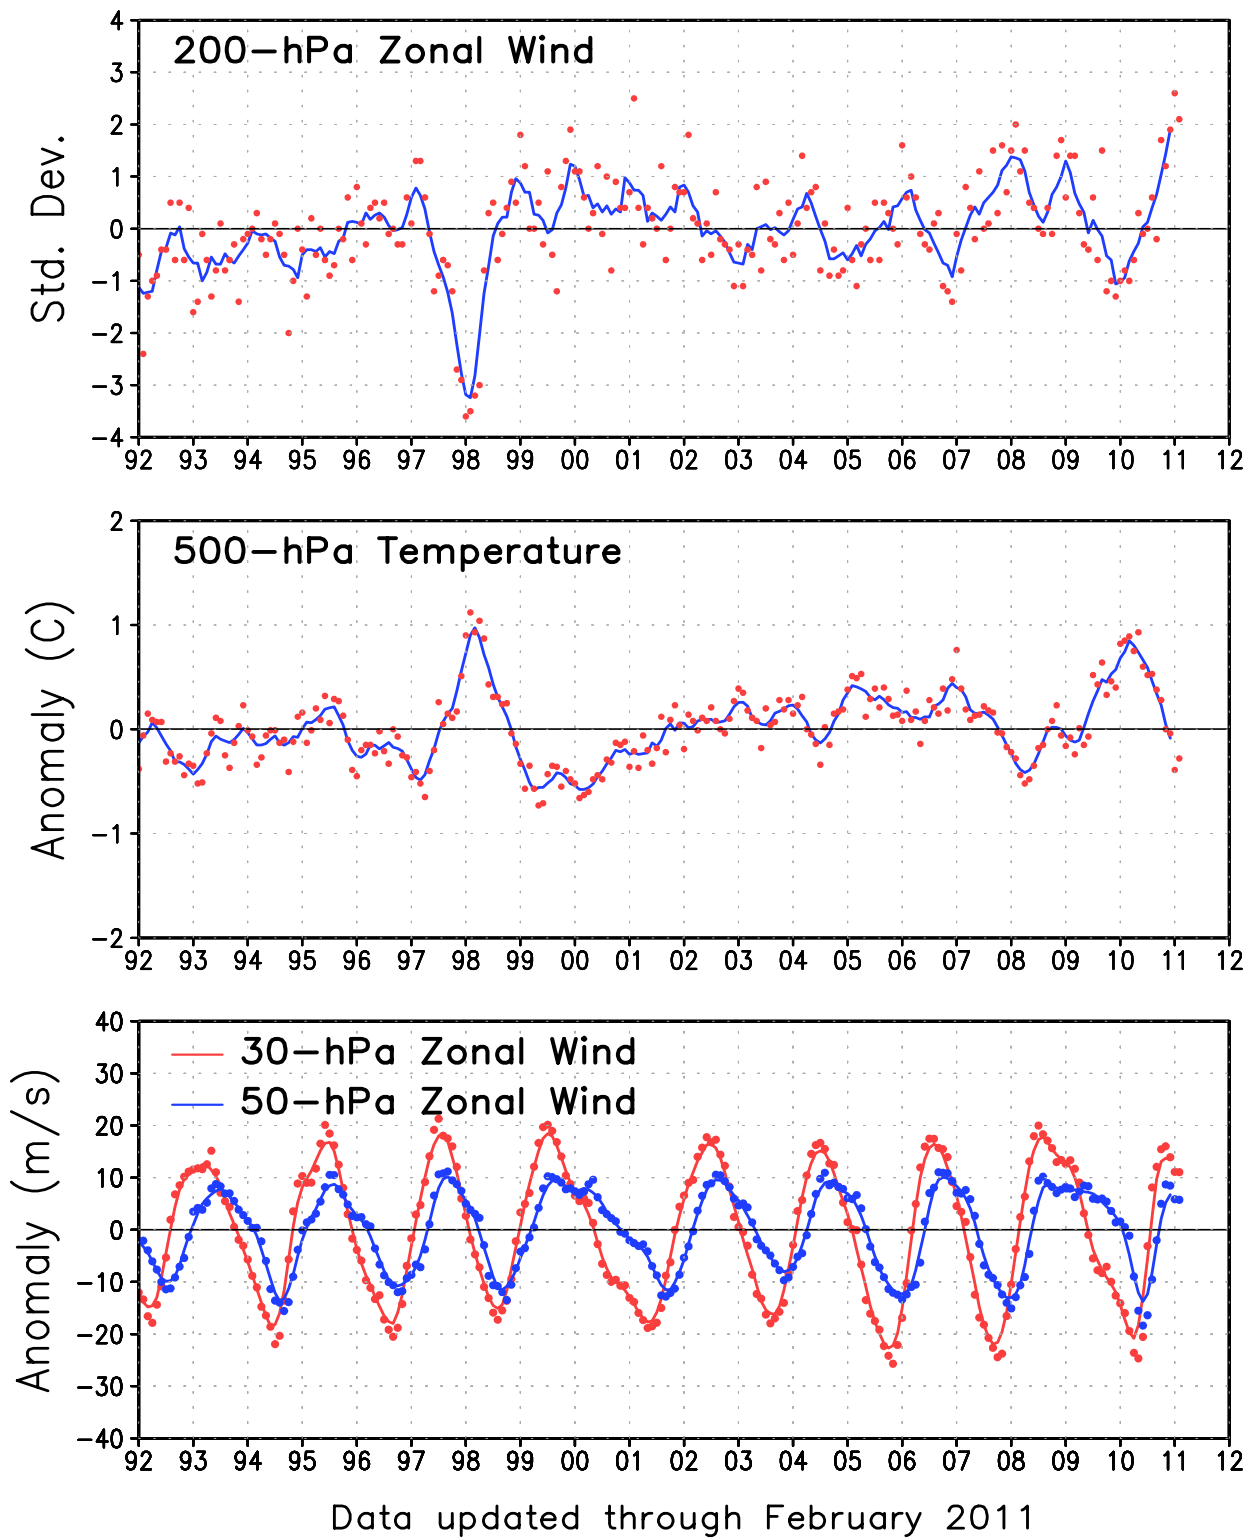 200-hPa Zonal Wind
Std. Dev.
4
3
2
1
0
-1
-2
-3
-4
92 93 94 95 96 97 98 99 00 01 02 03 04 05 06 07 08 09 10 11 12
500-hPa Temperature
Anomaly (C)
2
1
0
-1
-2
92 93 94 95 96 97 98 99 00 01 02 03 04 05 06 07 08 09 10 11 12
30-hPa Zonal Wind
50-hPa Zonal Wind
Anomaly (m/s)
40
30
20
10
0
-10
-20
-30
-40
92 93 94 95 96 97 98 99 00 01 02 03 04 05 06 07 08 09 10 11 12
Data updated through February 2011